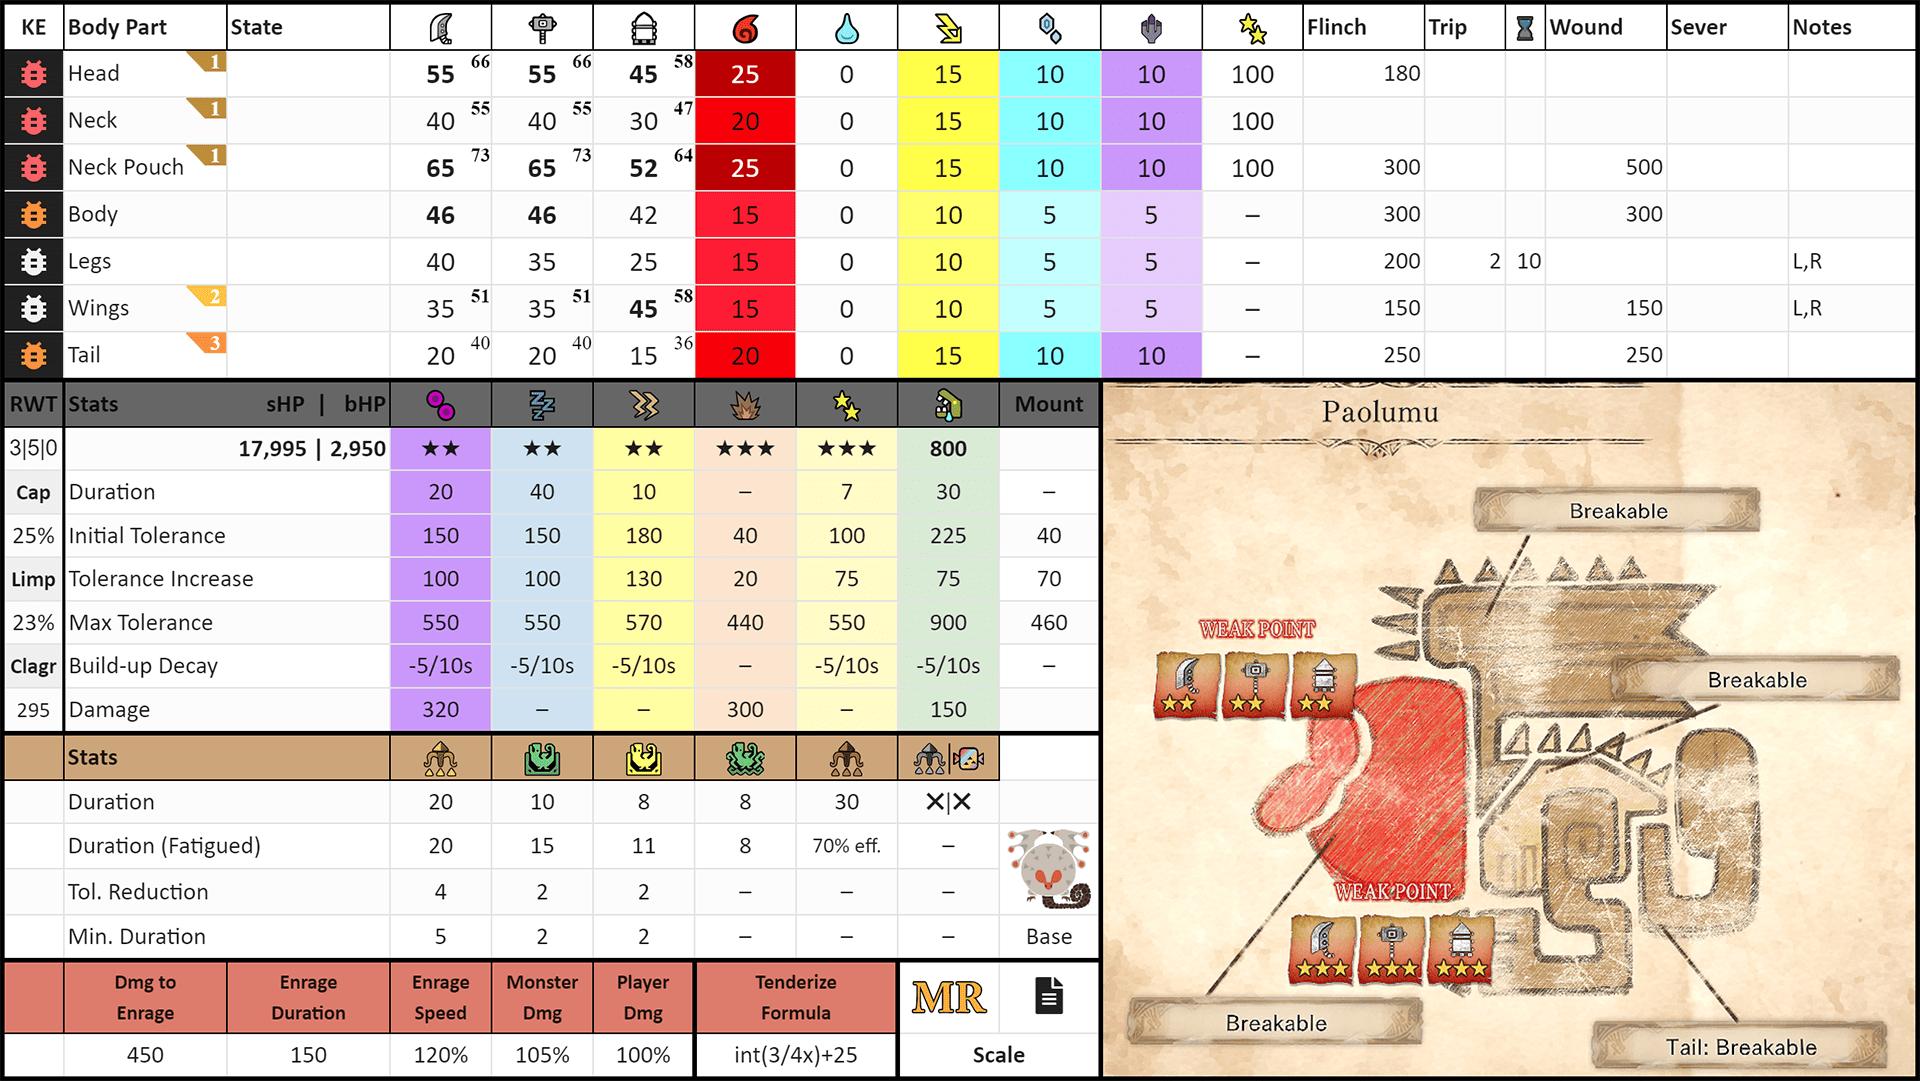 KE Body Part State Flinch Trip Wound Sever Notes
Head 1 55 66 55 66 45 58 25 0 15 10 10 100 180
Neck 1 40 55 40 55 30 47 20 0 15 10 10 100
Neck Pouch 1 65 73 65 73 52 64 25 0 15 10 10 100 300 500
Body 46 46 42 15 0 10 5 5 – 300 300
Legs 40 35 25 15 0 10 5 5 – 200 2 10 L,R
Wings 2 35 51 35 51 45 58 15 0 10 5 5 – 150 150 L,R
Tail 3 20 40 20 40 15 36 20 0 15 10 10 – 250 250
RWT Stats sHP | bHP Mount
3|5|0 17,995 | 2,950 ★★ ★★ ★★ ★★★ ★★★ 800
Cap Duration 20 40 10 – 7 30 –
25% Initial Tolerance 150 150 180 40 100 225 40
Limp Tolerance Increase 100 100 130 20 75 75 70
23% Max Tolerance 550 550 570 440 550 900 460
Clagr Build-up Decay -5/10s -5/10s -5/10s – -5/10s -5/10s –
295 Damage 320 – – 300 – 150
Stats
Duration 20 10 8 8 30 ✕|✕
Duration (Fatigued) 20 15 11 8 70% eff. –
Tol. Reduction 4 2 2 – – –
Min. Duration 5 2 2 – – – Base
Dmg to Enrage Enrage Duration Enrage Speed Monster Dmg Player Dmg Tenderize Formula MR
450 150 120% 105% 100% int(3/4x)+25 Scale
Paolumu
Breakable
WEAK POINT
Breakable
WEAK POINT
Breakable
Tail: Breakable